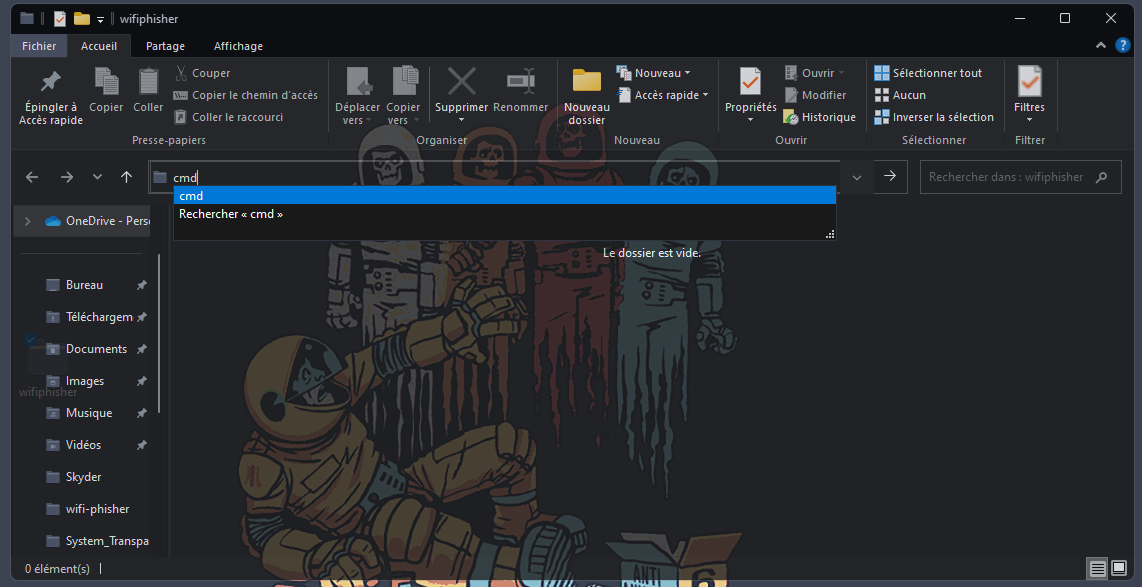 wifiphisher
Fichier Accueil Partage Affichage
Épingler à
Accès rapide
Copier
Coller
Couper
Copier le chemin d'accès
Coller le raccourci
Presse-papiers
Déplacer
vers
Copier
vers
Supprimer
Renommer
Organiser
Nouveau
dossier
Nouveau
Accès rapide
Nouveau
Propriétés
Ouvrir
Modifier
Historique
Ouvrir
Sélectionner tout
Aucun
Inverser la sélection
Sélectionner
Filtres
Filtrer
cmd
Rechercher dans : wifiphisher
cmd
Rechercher « cmd »
OneDrive - Perso
Le dossier est vide.
Bureau
Téléchargem
Documents
Images
wifiphisher
Musique
Vidéos
Skyder
wifi-phisher
System_Transpa
ANTI
0 élément(s)